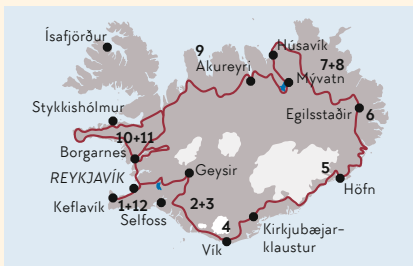 Ísafjörður
9
Húsavík
7+8
Akureyri
Mývatn
Stykkishólmur
Egilsstaðir
6
10+11
Borgarnes
REYKJAVÍK
Geysir
5
Höfn
Keflavík
1+12
Selfoss
2+3
4
Vík
Kirkjubæjar-
klaustur